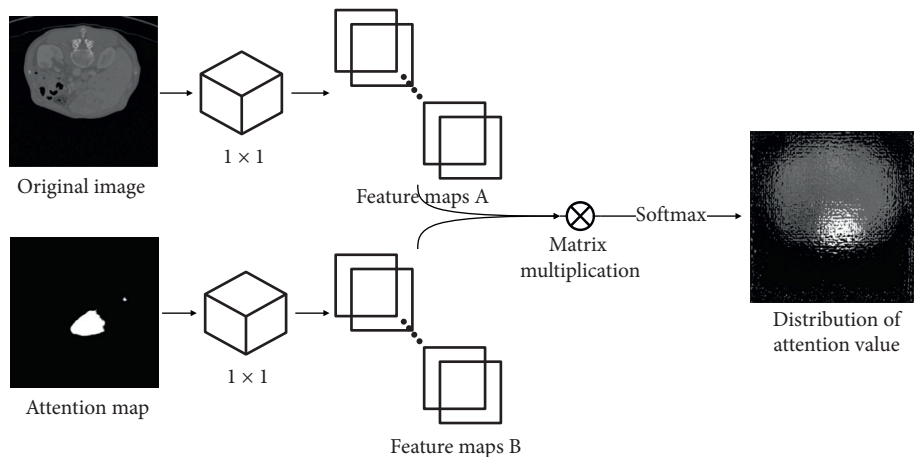 Original image
1 × 1
Feature maps A
Matrix
multiplication
Softmax
Distribution of
attention value
Attention map
1 × 1
Feature maps B